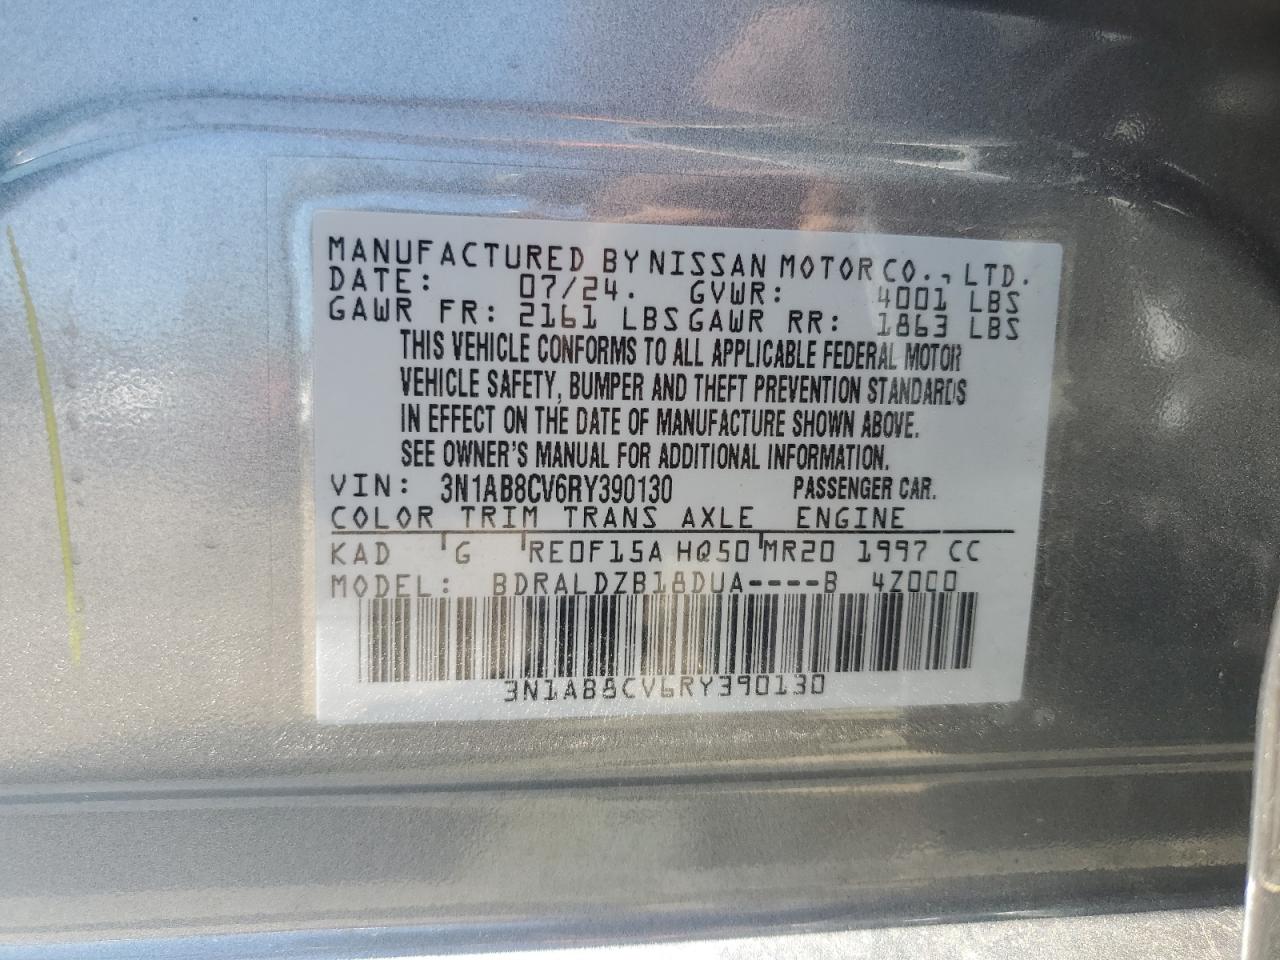 MANUFACTURED BY NISSAN MOTOR CO., LTD.
DATE: 07/24. GVWR: 4001 LBS
GAWR FR: 2161 LBS GAWR RR: 1863 LBS
THIS VEHICLE CONFORMS TO ALL APPLICABLE FEDERAL MOTOR
VEHICLE SAFETY, BUMPER AND THEFT PREVENTION STANDARDS
IN EFFECT ON THE DATE OF MANUFACTURE SHOWN ABOVE.
SEE OWNER'S MANUAL FOR ADDITIONAL INFORMATION.
VIN: 3N1AB8CV6RY390130 PASSENGER CAR.
COLOR TRIM TRANS AXLE ENGINE
KAD G RE0F15A HQ50 MR20 1997 CC
MODEL: BDRALDZB18DUA----B 4Z000
3N1AB8CV6RY390130